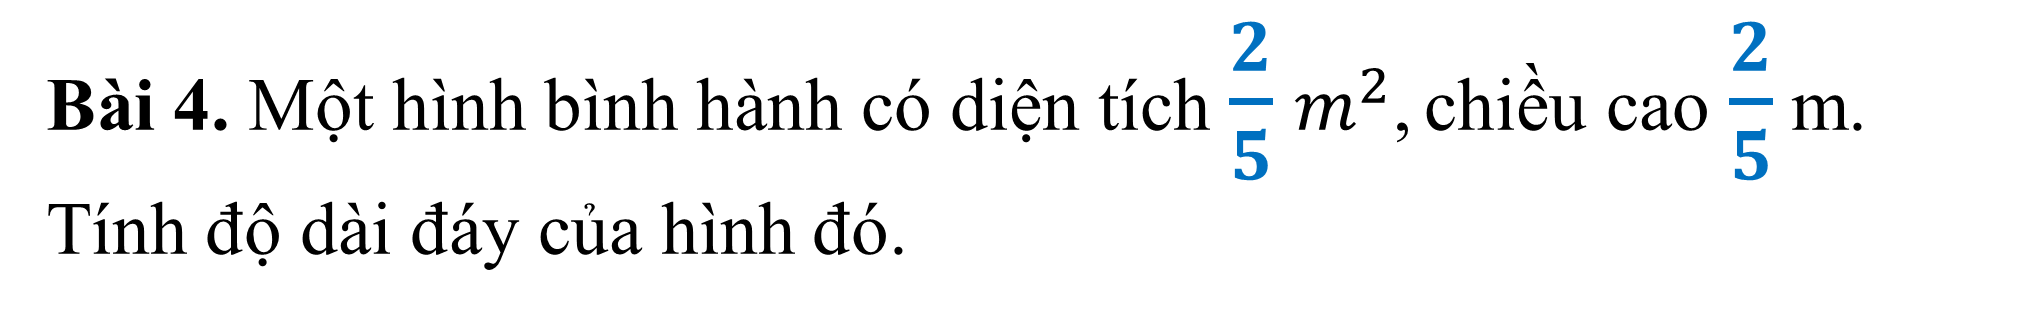 Bài 4. Một hình bình hành có diện tích 2/5 m², chiều cao 2/5 m.
Tính độ dài đáy của hình đó.